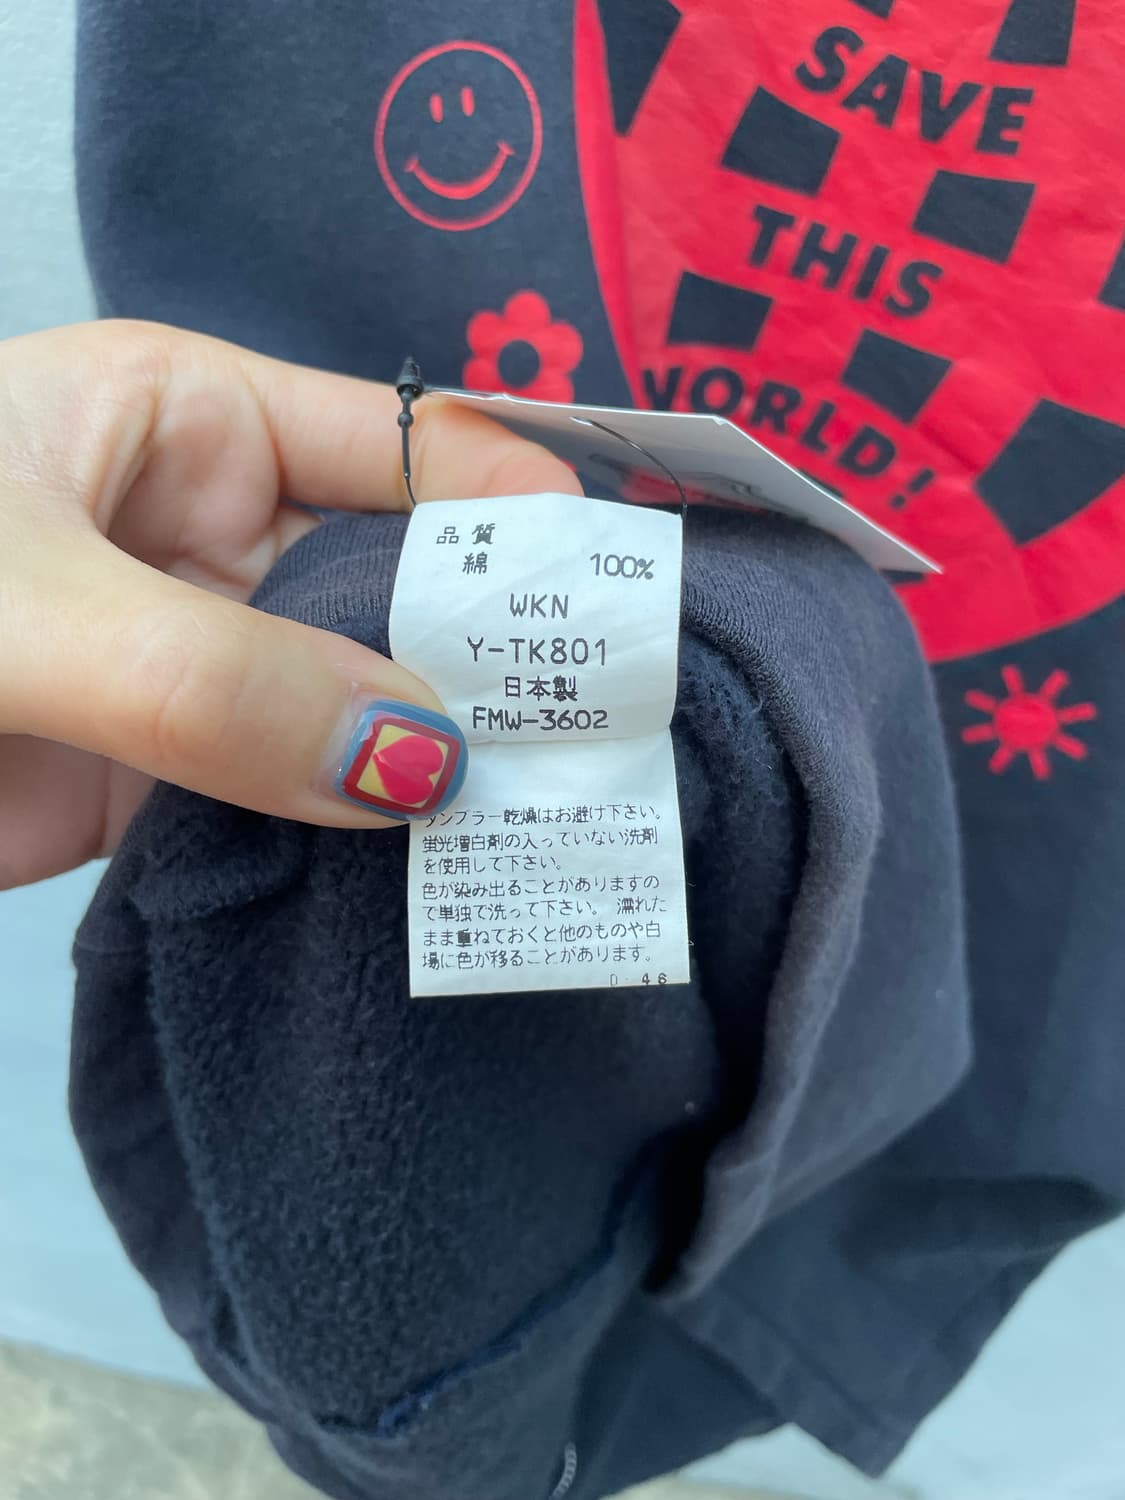 SAVE
THIS
WORLD!
品質
綿 100%
WKN
Y-TK801
日本製
FMW-3602
タンブラー乾燥はお避け下さい。
蛍光増白剤の入っていない洗剤
を使用して下さい。
色が染み出ることがありますの
で単独で洗って下さい。 濡れた
まま重ねておくと他のものや白
場に色が移ることがあります。
D-46